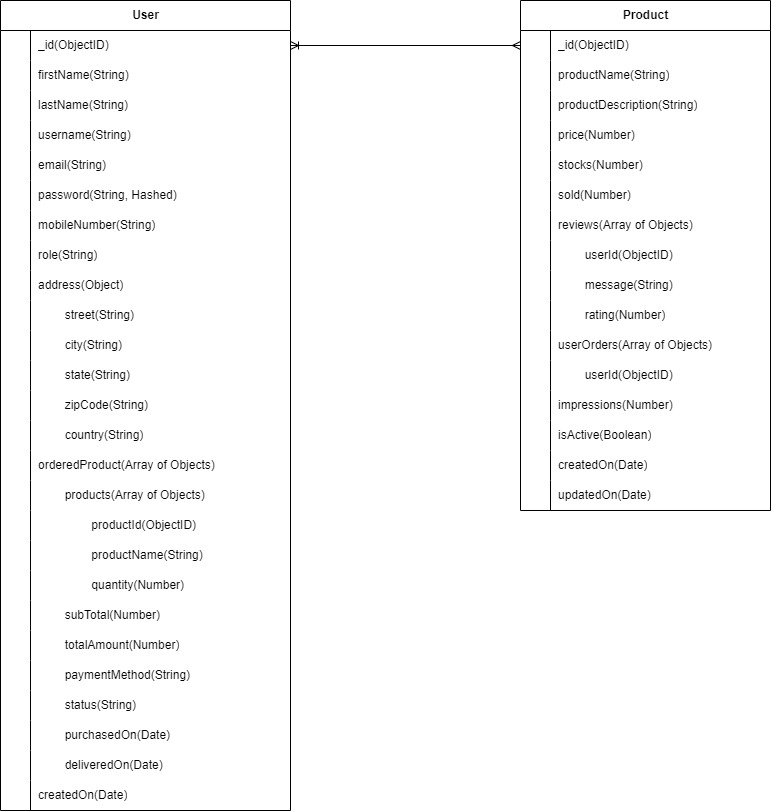 User
_id(ObjectID)
firstName(String)
lastName(String)
username(String)
email(String)
password(String, Hashed)
mobileNumber(String)
role(String)
address(Object)
street(String)
city(String)
state(String)
zipCode(String)
country(String)
orderedProduct(Array of Objects)
products(Array of Objects)
productId(ObjectID)
productName(String)
quantity(Number)
subTotal(Number)
totalAmount(Number)
paymentMethod(String)
status(String)
purchasedOn(Date)
deliveredOn(Date)
createdOn(Date)
Product
_id(ObjectID)
productName(String)
productDescription(String)
price(Number)
stocks(Number)
sold(Number)
reviews(Array of Objects)
userId(ObjectID)
message(String)
rating(Number)
userOrders(Array of Objects)
userId(ObjectID)
impressions(Number)
isActive(Boolean)
createdOn(Date)
updatedOn(Date)